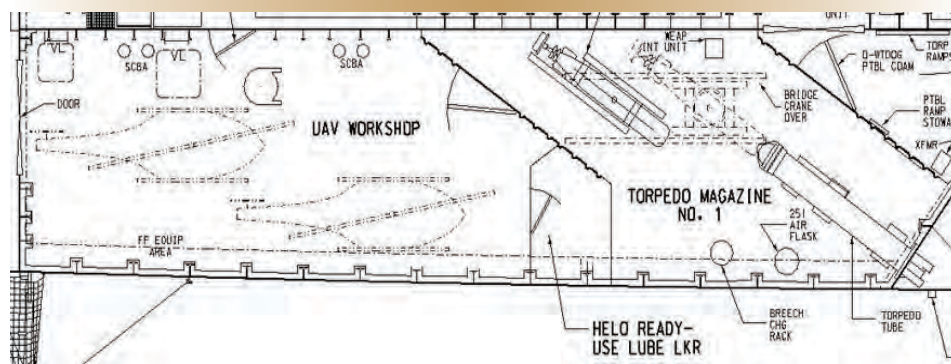 UNIT
VL
SCBA
VL
SCBA
WEAP
INT UNIT
Q-WTDOG
PTBL COAM
TORP
RAMPS
DOOR
UAV WORKSHOP
BRIDGE
CRANE
OVER
PTBL
RAMP
STOWA
XFMR
TORPEDO MAGAZINE
NO. 1
251
AIR
FLASK
FF EQUIP
AREA
HELO READY-
USE LUBE LKR
BREECH
CHG
RACK
TORPEDO
TUBE